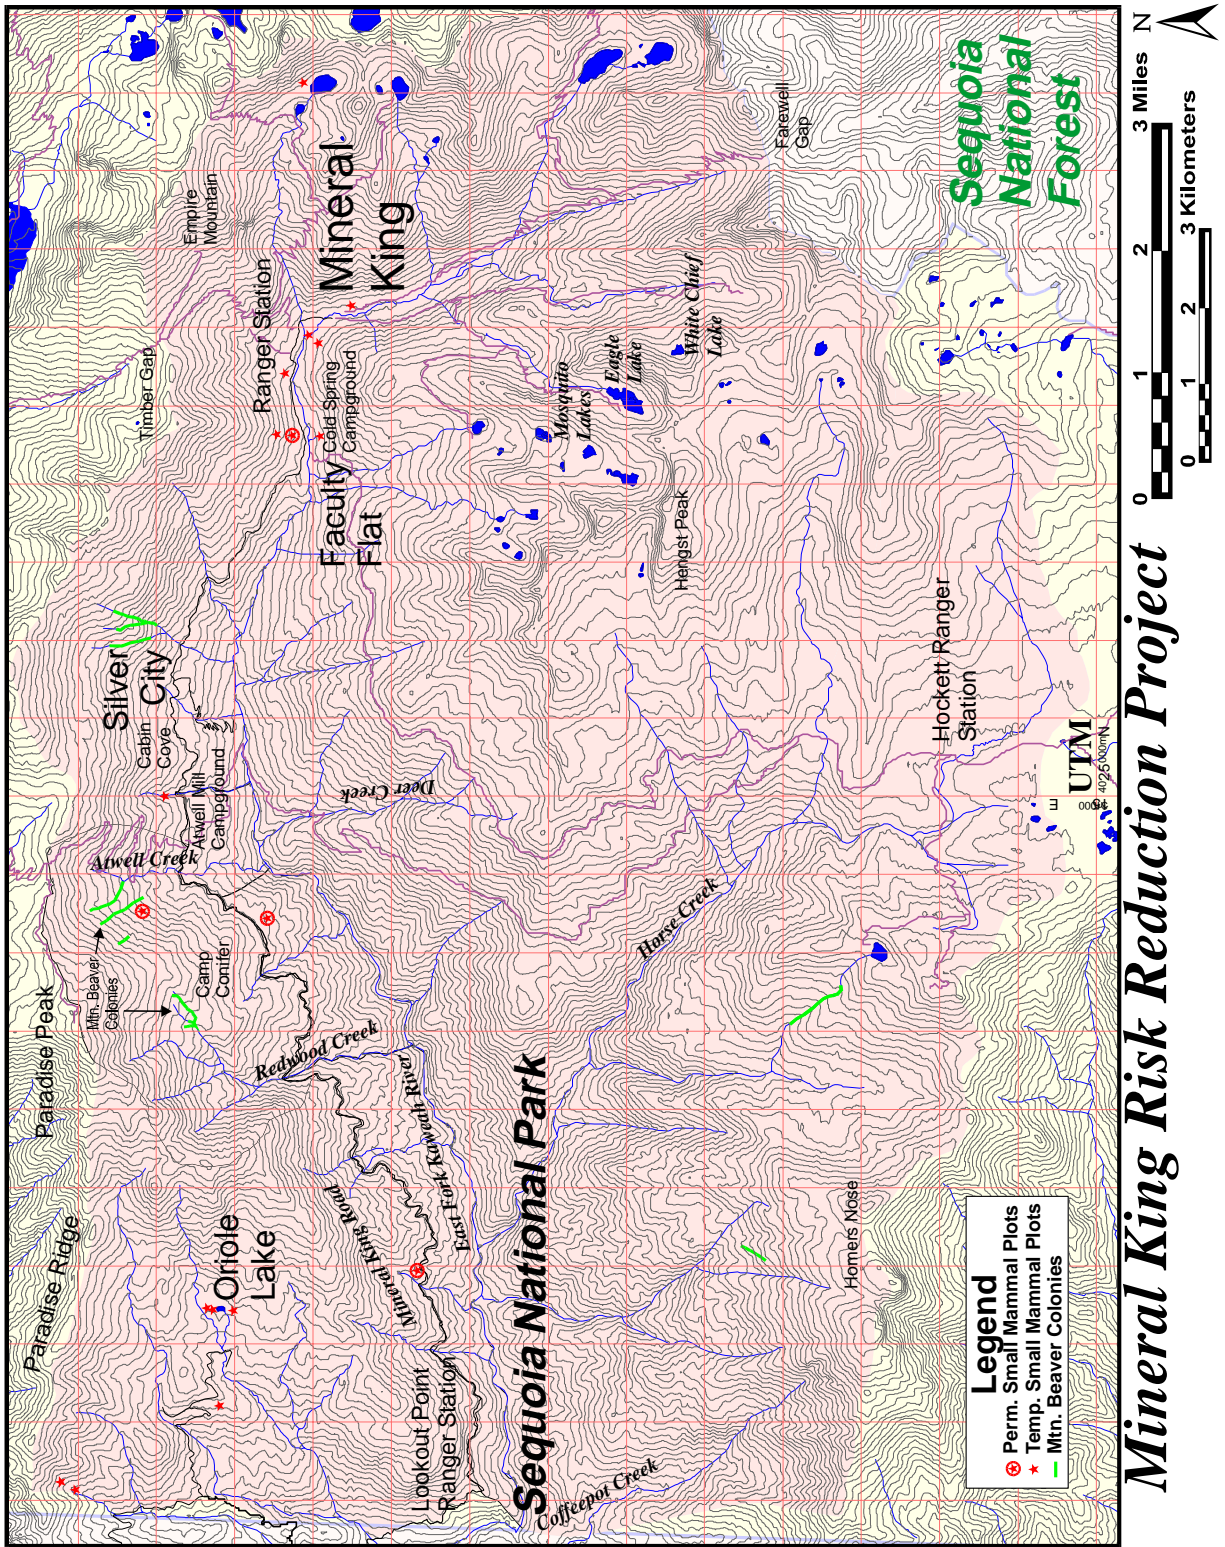 Paradise Ridge
Paradise Peak
Mtn. Beaver
Colonies
Atwell Creek
Camp
Conifer
Atwell Mill
Campground
Cabin
Cove
Silver
City
Timber Gap
Empire
Mountain
Ranger Station
Mineral
King
Cold Spring
Campground
Faculty
Flat
Oriole
Lake
Redwood Creek
Mineral King Road
East Fork Kaweah River
Deer Creek
Lookout Point
Ranger Station
Sequoia National Park
Coffeepot Creek
Horse Creek
Mosquito
Lakes
Eagle
Lake
White Chief
Lake
Hengst Peak
Farewell
Gap
Sequoia
National
Forest
Homers Nose
Hockett Ranger
Station
UTM
4025000mN
E
Legend
Perm. Small Mammal Plots
Temp. Small Mammal Plots
Mtn. Beaver Colonies
Mineral King Risk Reduction Project
0 1 2 3 Miles
0 1 2 3 Kilometers
N